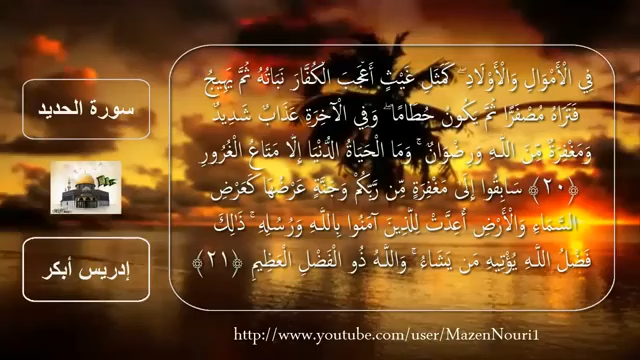 فِي الْأَمْوَالِ وَالْأَوْلَادِ ۖ كَمَثَلِ غَيْثٍ أَعْجَبَ الْكُفَّارَ نَبَاتُهُ ثُمَّ يَهِيجُ
فَتَرَاهُ مُصْفَرًّا ثُمَّ يَكُونُ حُطَامًا ۖ وَفِي الْآخِرَةِ عَذَابٌ شَدِيدٌ
وَمَغْفِرَةٌ مِّنَ اللَّهِ وَرِضْوَانٌ ۚ وَمَا الْحَيَاةُ الدُّنْيَا إِلَّا مَتَاعُ الْغُرُورِ
﴿٢٠﴾ سَابِقُوا إِلَىٰ مَغْفِرَةٍ مِّن رَّبِّكُمْ وَجَنَّةٍ عَرْضُهَا كَعَرْضِ
السَّمَاءِ وَالْأَرْضِ أُعِدَّتْ لِلَّذِينَ آمَنُوا بِاللَّهِ وَرُسُلِهِ ۚ ذَٰلِكَ
فَضْلُ اللَّهِ يُؤْتِيهِ مَن يَشَاءُ ۚ وَاللَّهُ ذُو الْفَضْلِ الْعَظِيمِ ﴿٢١﴾
سورة الحديد
إدريس أبكر
http://www.youtube.com/user/MazenNouri1